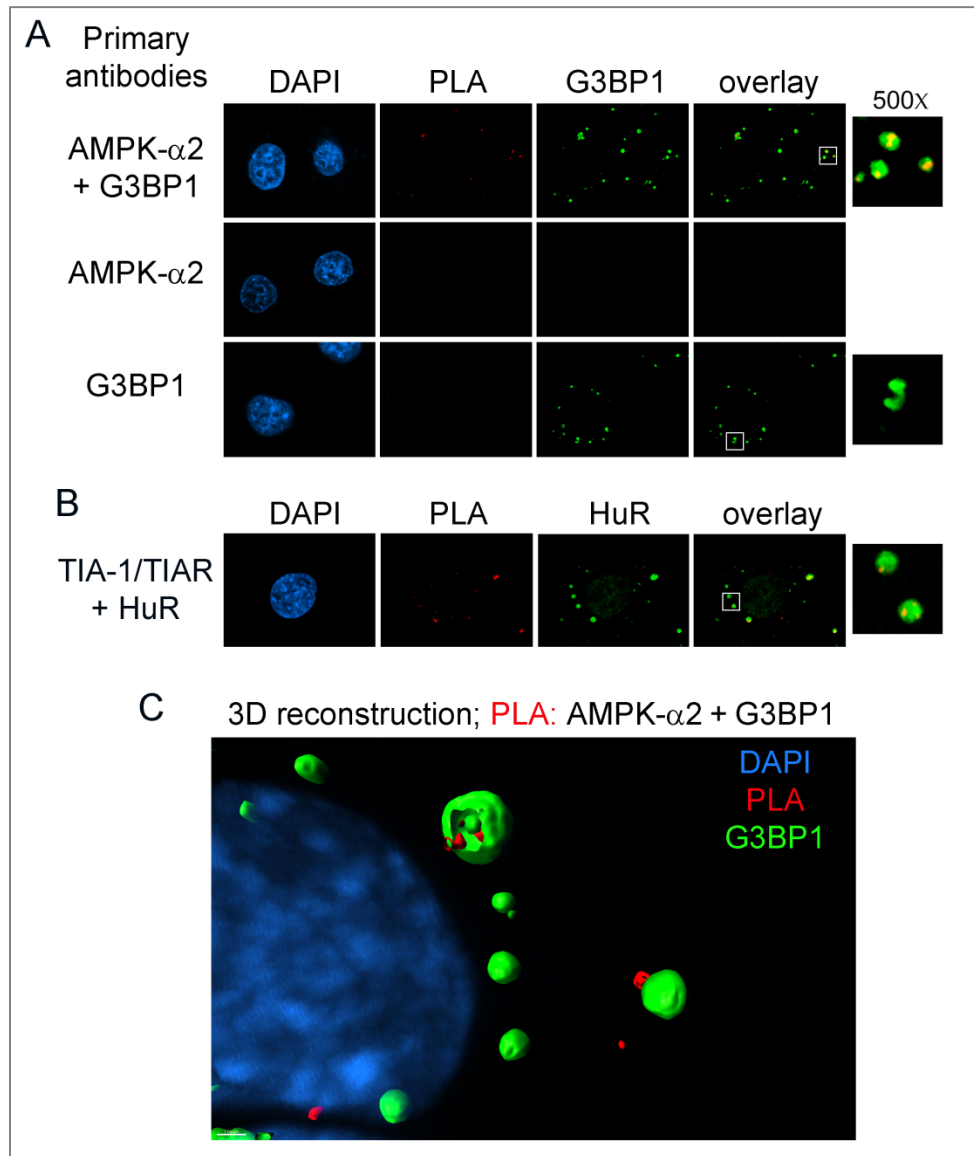 A
Primary
antibodies
DAPI PLA G3BP1 overlay
500X
AMPK-α2
+ G3BP1
AMPK-α2
G3BP1
B
DAPI PLA HuR overlay
TIA-1/TIAR
+ HuR
C
3D reconstruction; PLA: AMPK-α2 + G3BP1
DAPI
PLA
G3BP1